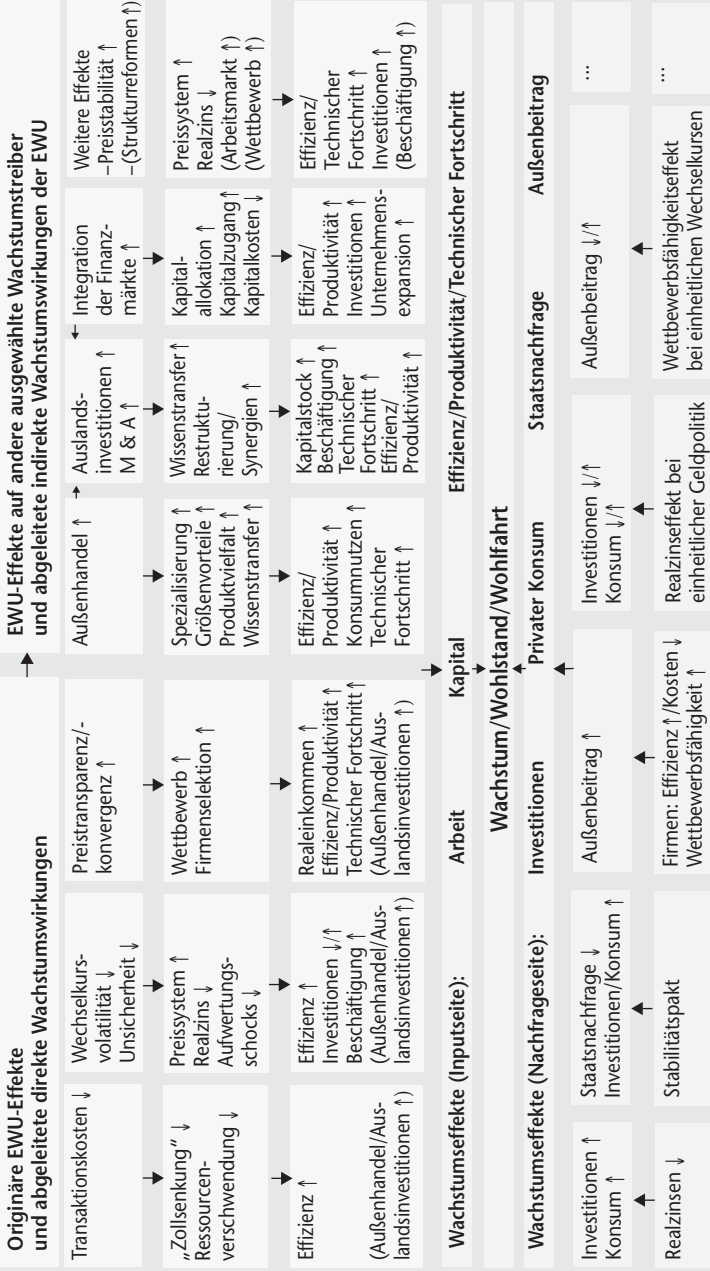 Originäre EWU-Effekte
und abgeleitete direkte Wachstumswirkungen
→
EWU-Effekte auf andere ausgewählte Wachstumstreiber
und abgeleitete indirekte Wachstumswirkungen der EWU
Transaktionskosten ↓
Wechselkurs-
volatilität ↓
Unsicherheit ↓
Preistransparenz/-
konvergenz ↑
Außenhandel ↑
Auslands-
investitionen ↑
M & A ↑
Integration
der Finanz-
märkte ↑
Weitere Effekte
–Preisstabilität ↑
–(Strukturreformen ↑)
„Zollsenkung“ ↓
Ressourcen-
verschwendung ↓
Preissystem ↑
Realzins ↓
Aufwertungs-
schocks ↓
Wettbewerb ↑
Firmenselektion ↑
Spezialisierung ↑
Größenvorteile ↑
Produktvielfalt ↑
Wissenstransfer ↑
Wissenstransfer ↑
Restruktu-
rierung/
Synergien ↑
Kapital-
allokation ↑
Kapitalzugang ↑
Kapitalkosten ↓
Preissystem ↑
Realzins ↓
(Arbeitsmarkt ↑)
(Wettbewerb ↑)
Effizienz ↑
(Außenhandel/Aus-
landsinvestitionen ↑)
Effizienz ↑
Investitionen ↓/↑
Beschäftigung ↑
(Außenhandel/Aus-
landsinvestitionen ↑)
Realeinkommen ↑
Effizienz/Produktivität ↑
Technischer Fortschritt ↑
(Außenhandel/Aus-
landsinvestitionen ↑)
Effizienz/
Produktivität ↑
Konsumnutzen ↑
Technischer
Fortschritt ↑
Kapitalstock ↑
Beschäftigung ↑
Technischer
Fortschritt ↑
Effizienz/
Produktivität ↑
Effizienz/
Produktivität ↑
Investitionen ↑
Unternehmens-
expansion ↑
Effizienz/
Technischer
Fortschritt ↑
Investitionen ↑
(Beschäftigung ↑)
Wachstumseffekte (Inputseite): Arbeit Kapital Effizienz/Produktivität/Technischer Fortschritt
Wachstum/Wohlstand/Wohlfahrt
Wachstumseffekte (Nachfrageseite): Investitionen Privater Konsum Staatsnachfrage Außenbeitrag
Investitionen ↑
Konsum ↑
Staatsnachfrage ↓
Investitionen/Konsum ↑
Außenbeitrag ↑
Investitionen ↓/↑
Konsum ↓/↑
Außenbeitrag ↓/↑
...
Realzinsen ↓
Stabilitätspakt
Firmen: Effizienz ↑/Kosten ↓
Wettbewerbsfähigkeit ↑
Realzinseffekt bei
einheitlicher Geldpolitik
Wettbewerbsfähigkeitseffekt
bei einheitlichen Wechselkursen
...